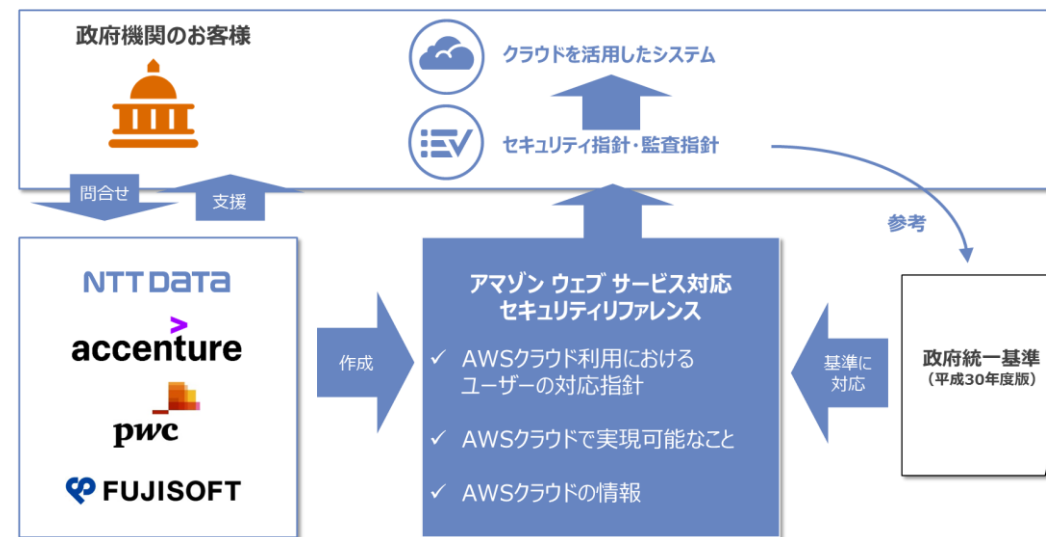 政府機関のお客様
クラウドを活用したシステム
セキュリティ指針・監査指針
問合せ
支援
参考
NTT DATA
accenture
pwc
FUJISOFT
作成
アマゾン ウェブ サービス対応
セキュリティリファレンス
✓ AWSクラウド利用における
ユーザーの対応指針
✓ AWSクラウドで実現可能なこと
✓ AWSクラウドの情報
基準に
対応
政府統一基準
(平成30年度版)